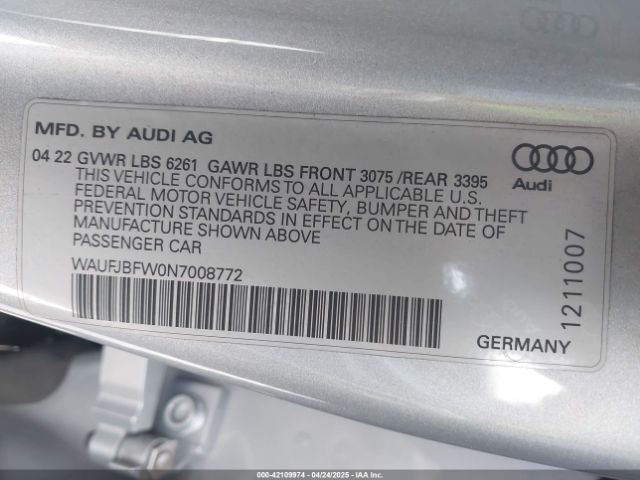 MFD. BY AUDI AG
04 22 GVWR LBS 6261 GAWR LBS FRONT 3075 /REAR 3395
THIS VEHICLE CONFORMS TO ALL APPLICABLE U.S.
FEDERAL MOTOR VEHICLE SAFETY, BUMPER AND THEFT
PREVENTION STANDARDS IN EFFECT ON THE DATE OF
MANUFACTURE SHOWN ABOVE
PASSENGER CAR
WAUFJBFW0N7008772
Audi
1211007
GERMANY
000-42109974 - 04/24/2025 - IAAI.COM